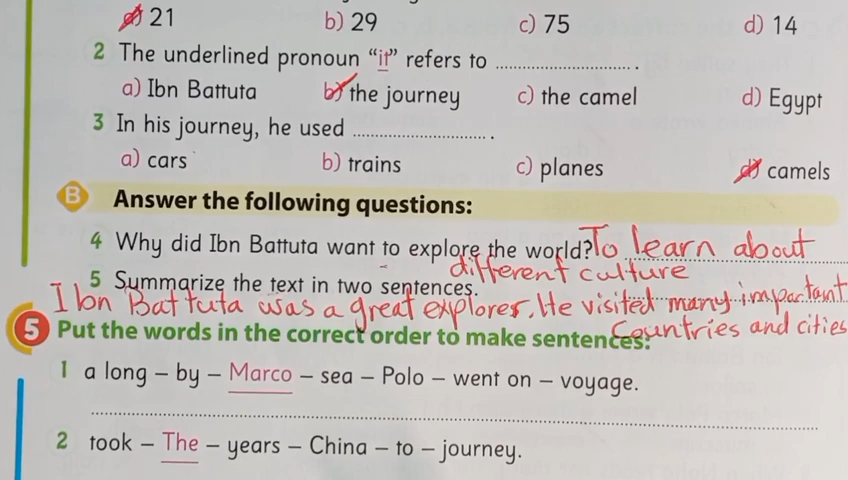 a) 21 b) 29 c) 75 d) 14
2 The underlined pronoun "it" refers to .............................. .
a) Ibn Battuta b) the journey c) the camel d) Egypt
3 In his journey, he used .............................. .
a) cars b) trains c) planes d) camels
B Answer the following questions:
4 Why did Ibn Battuta want to explore the world? To learn about
different culture
5 Summarize the text in two sentences.
Ibn Battuta was a great explorer. He visited many important
countries and cities
5 Put the words in the correct order to make sentences:
1 a long – by – Marco – sea – Polo – went on – voyage.
2 took – The – years – China – to – journey.